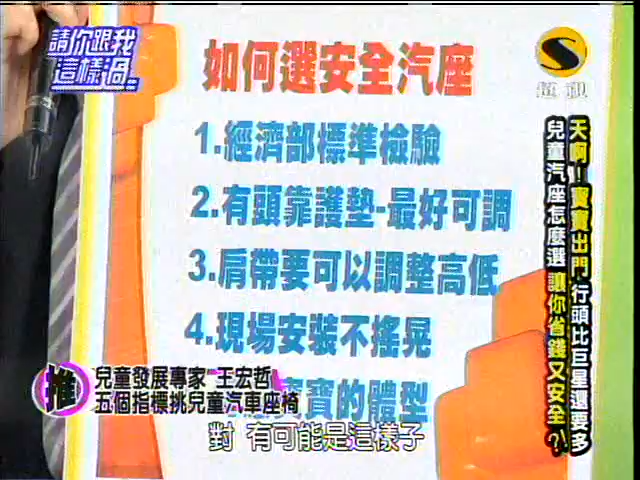 請你跟我
這樣過
如何選安全汽座
1.經濟部標準檢驗
2.有頭靠護墊-最好可調
3.肩帶要可以調整高低
4.現場安裝不搖晃
寶的體型
天啊!寶寶出門 行頭比巨星還要多
兒童汽座怎麼選 讓你省錢又安全?!
推
兒童發展專家 王宏哲
五個指標挑兒童汽車座椅
對 有可能是這樣子
S